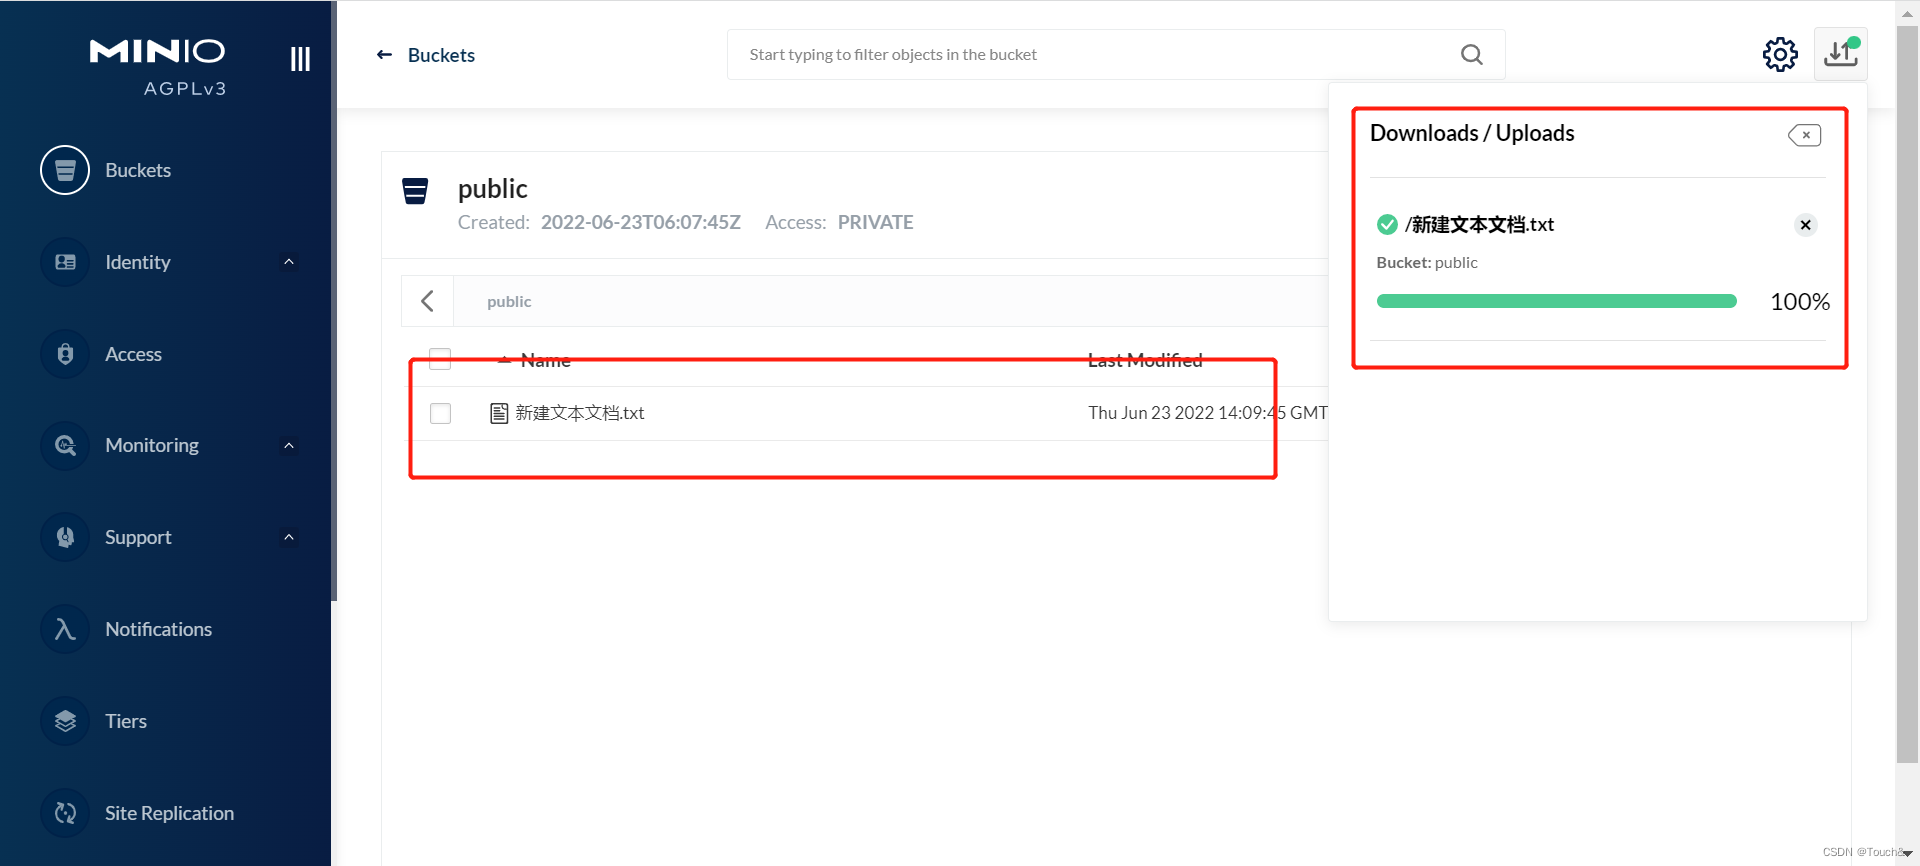 MINIO
AGPLv3
Buckets
Identity
Access
Monitoring
Support
Notifications
Tiers
Site Replication
Buckets
Start typing to filter objects in the bucket
public
Created: 2022-06-23T06:07:45Z Access: PRIVATE
public
Name Last Modified
新建文本文档.txt Thu Jun 23 2022 14:09:45 GMT
Downloads / Uploads
/新建文本文档.txt
Bucket: public
100%
CSDN @Touch&